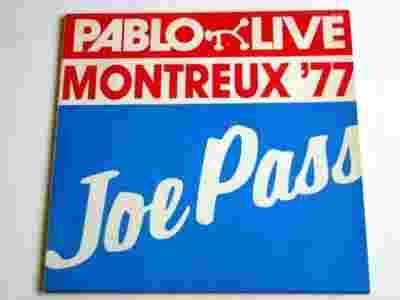 PABLO LIVE
MONTREUX '77
Joe Pass